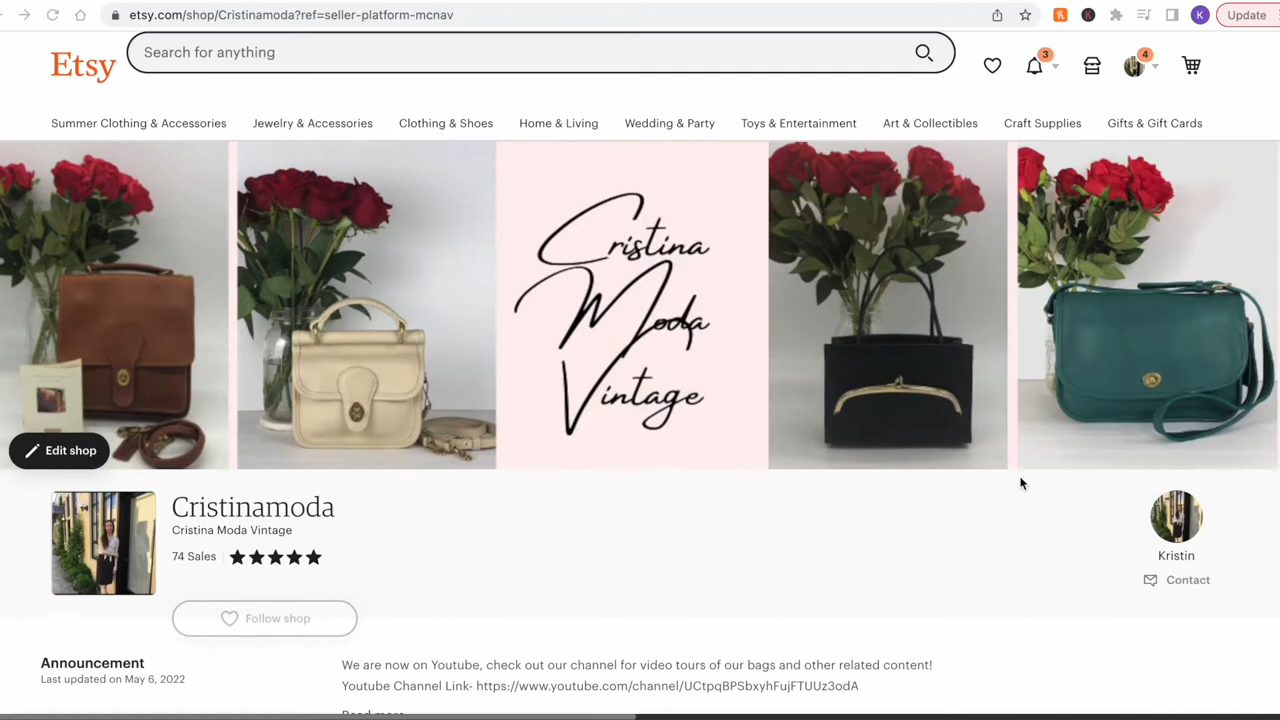 etsy.com/shop/Cristinamoda?ref=seller-platform-mcnav
K
K
Update
Etsy
Search for anything
3
4
Summer Clothing & Accessories
Jewelry & Accessories
Clothing & Shoes
Home & Living
Wedding & Party
Toys & Entertainment
Art & Collectibles
Craft Supplies
Gifts & Gift Cards
Cristina
Moda
Vintage
Edit shop
Cristinamoda
Cristina Moda Vintage
74 Sales
Kristin
Contact
Follow shop
Announcement
Last updated on May 6, 2022
We are now on Youtube, check out our channel for video tours of our bags and other related content!
Youtube Channel Link- https://www.youtube.com/channel/UCtpqBPSbxyhFujFTUUz3odA
Read more